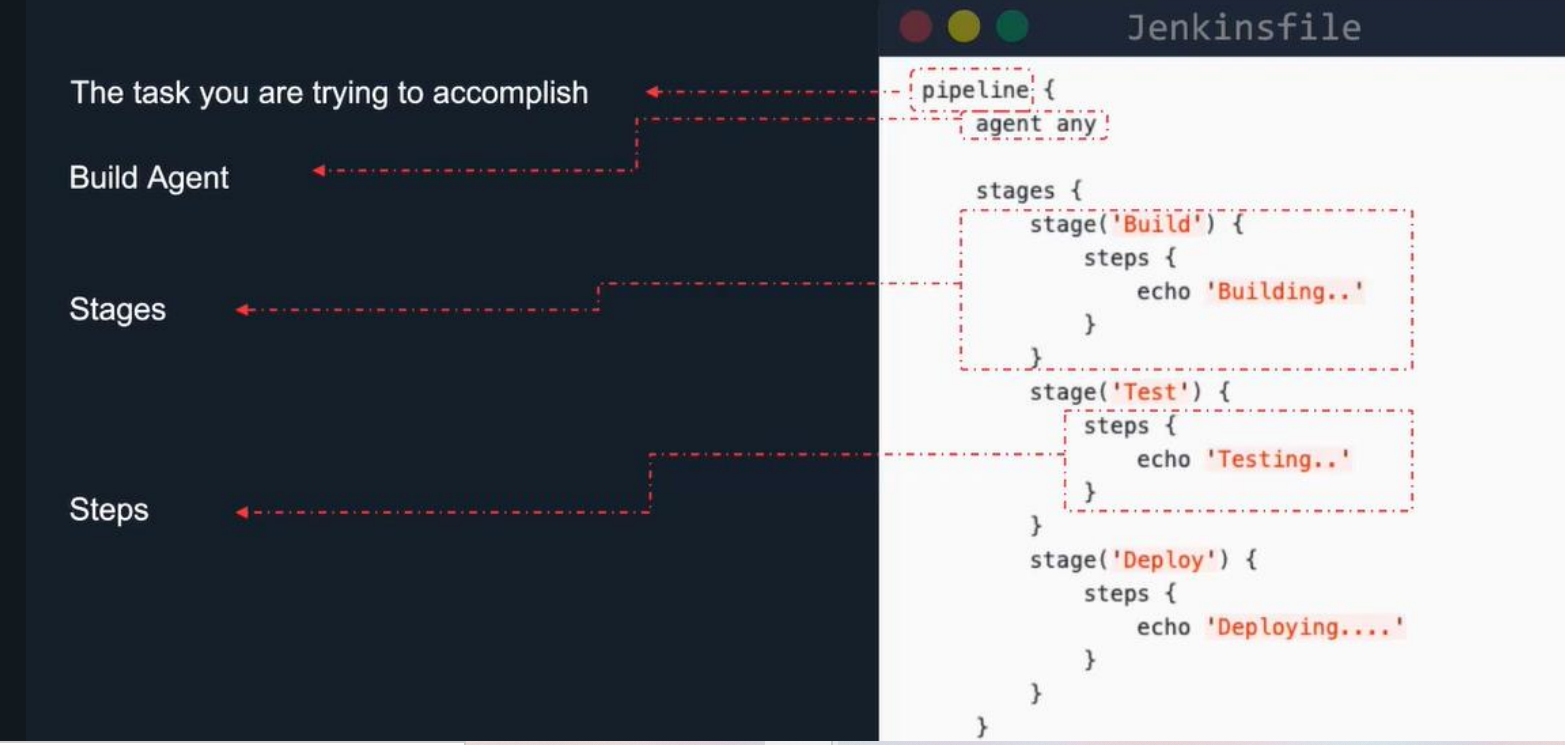 The task you are trying to accomplish
Build Agent
Stages
Steps
Jenkinsfile
pipeline {
    agent any

    stages {
        stage('Build') {
            steps {
                echo 'Building..'
            }
        }
        stage('Test') {
            steps {
                echo 'Testing..'
            }
        }
        stage('Deploy') {
            steps {
                echo 'Deploying....'
            }
        }
    }